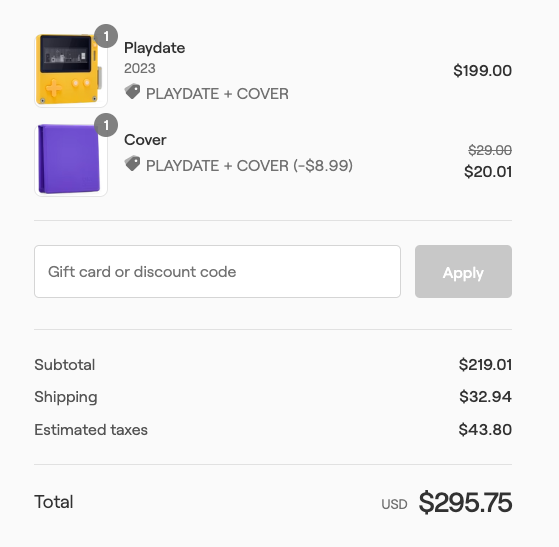 1
Playdate
2023
$199.00
PLAYDATE + COVER
1
Cover
$29.00
PLAYDATE + COVER (-$8.99)
$20.01
Gift card or discount code
Apply
Subtotal $219.01
Shipping $32.94
Estimated taxes $43.80
Total USD $295.75